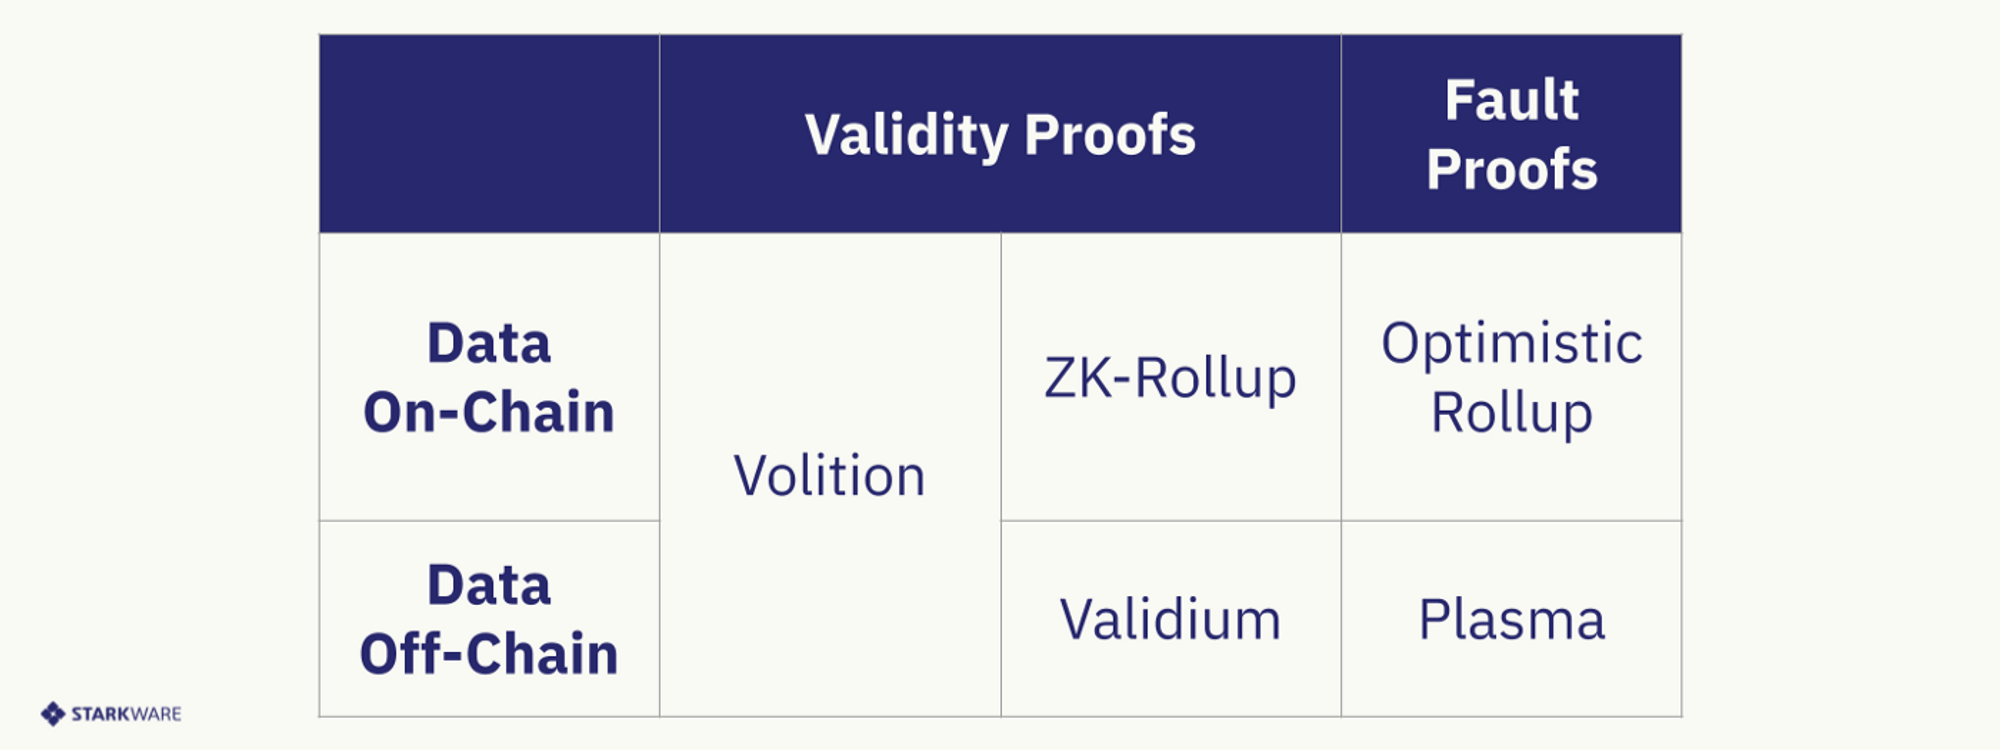 Validity Proofs
Fault
Proofs
Data
On-Chain
Volition
ZK-Rollup
Optimistic
Rollup
Data
Off-Chain
Validium
Plasma
STARKWARE